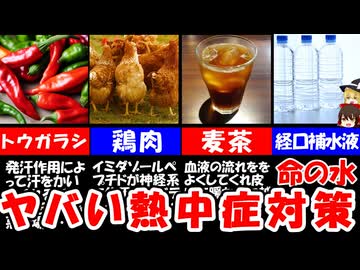 トウガラシ
鶏肉
麦茶
経口補水液
発汗作用によ
って汗をかい
イミダゾールペ
プチドが神経系
血液の流れをを
よくしてくれ皮
命の水
ヤバい熱中症対策